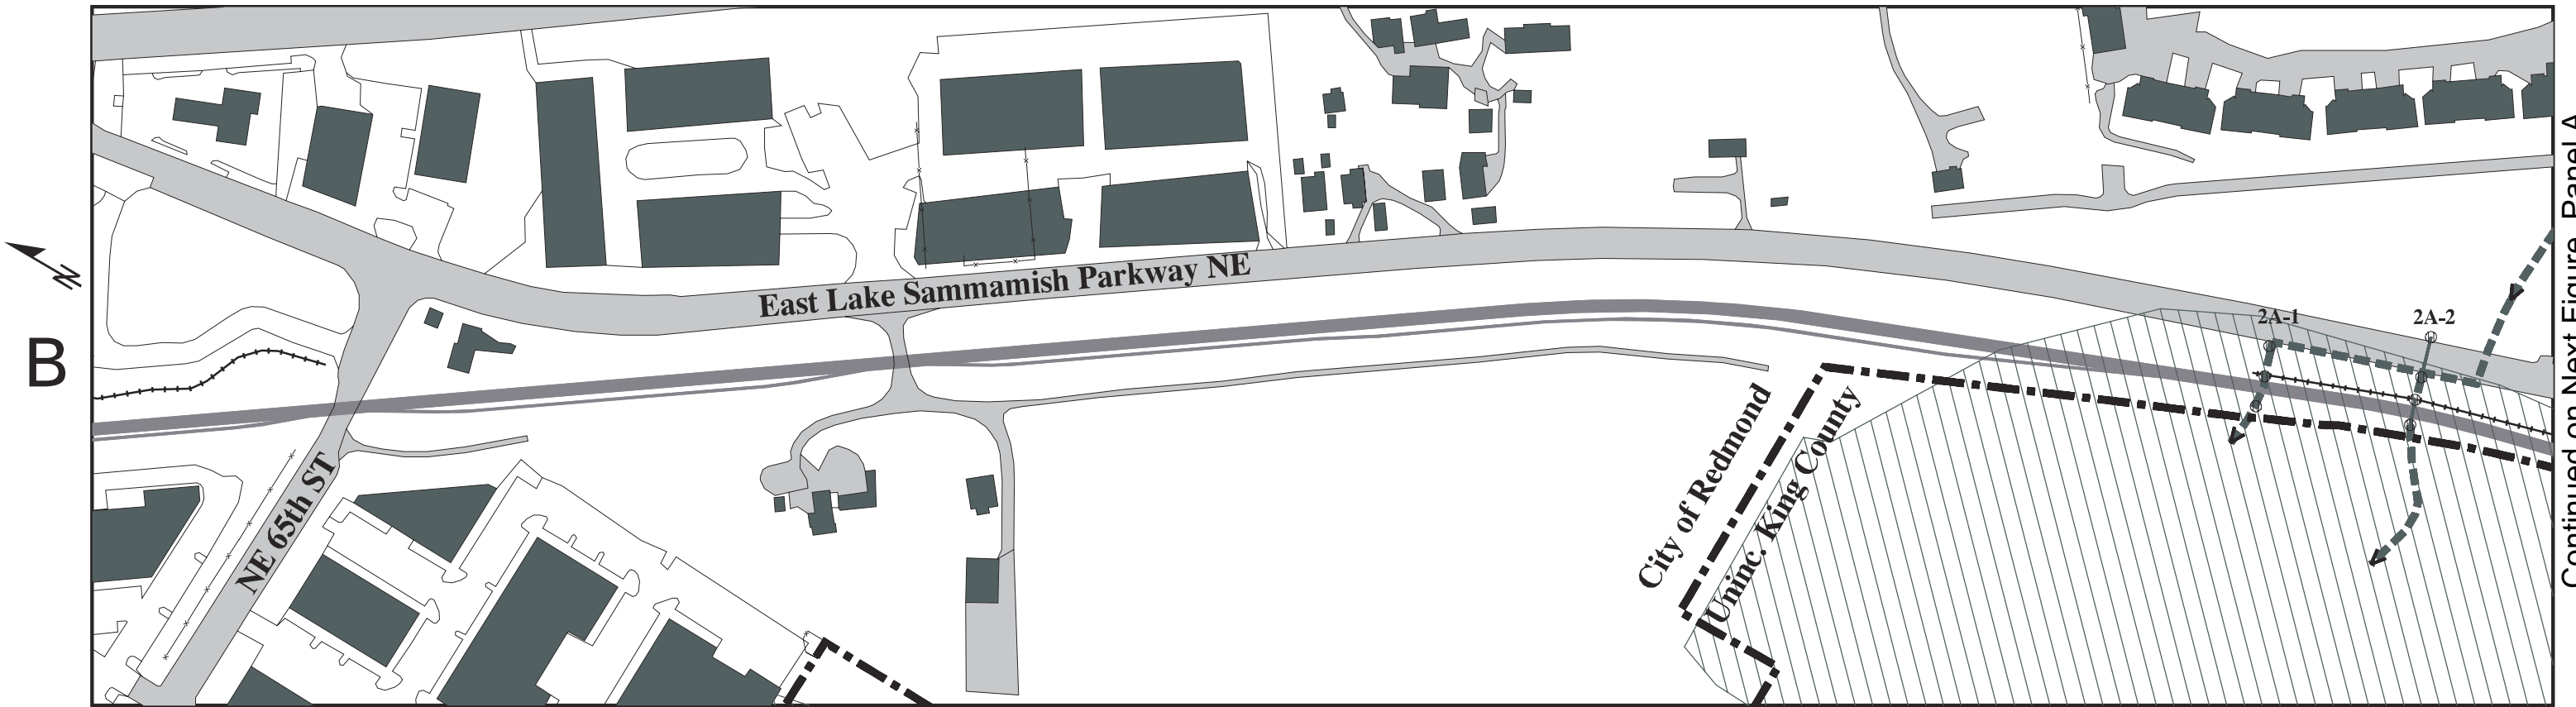 East Lake Sammamish Parkway NE
N
B
2A-1
2A-2
City of Redmond
Uninc. King County
NE 65th ST
Continued on Next Figure, Panel A